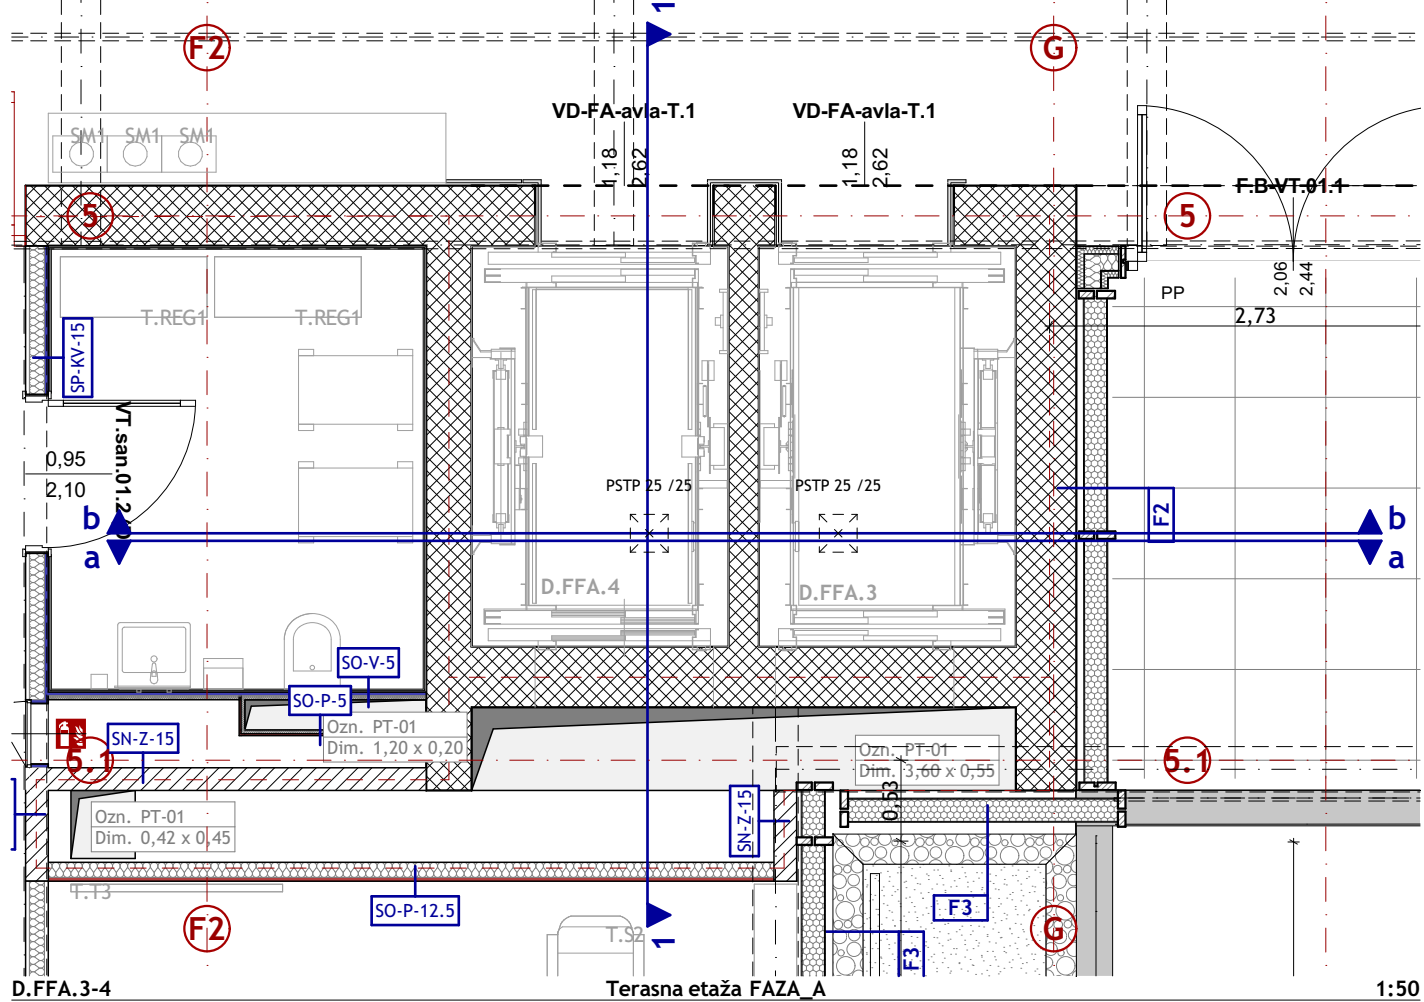 1
F2
G
VD-FA-avla-T.1
VD-FA-avla-T.1
SM1
SM1
SM1
1,18
2,62
1,18
2,62
F.B-VT.01.1
5
5
2,06
2,44
PP
2,73
T.REG1
T.REG1
SP-KV-15
0,95
2,10
PSTP 25 /25
PSTP 25 /25
F2
b
b
a
a
D.FFA.4
D.FFA.3
SO-V-5
SO-P-5
Ozn. PT-01
Dim. 1,20 x 0,20
SN-Z-15
5.1
Ozn. PT-01
Dim. 3,60 x 0,55
5.1
0,53
Ozn. PT-01
Dim. 0,42 x 0,45
SN-Z-15
T.T3
SO-P-12.5
F3
F2
T.S2
1
F3
G
D.FFA.3-4
Terasna etaža FAZA_A
1:50